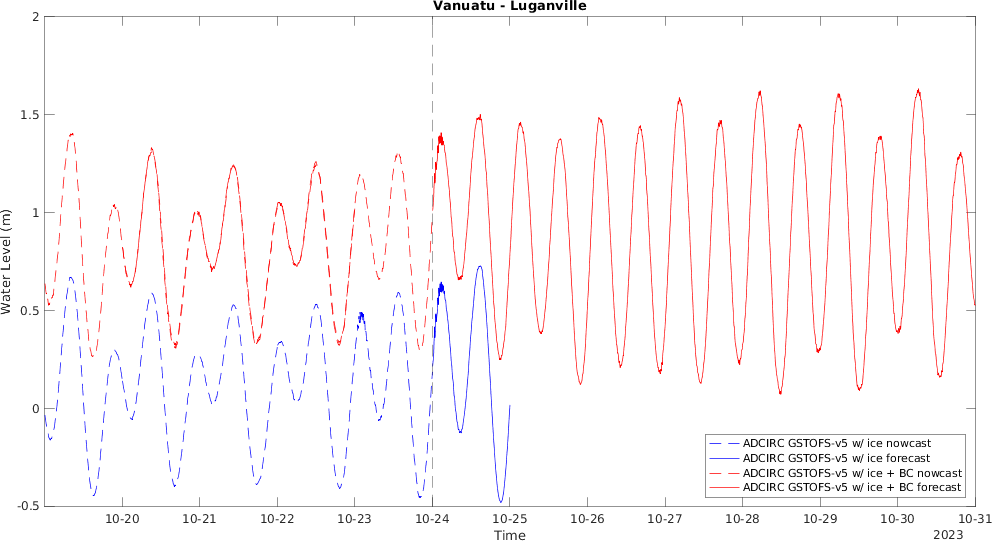 Vanuatu - Luganville
2
1.5
1
0.5
0
-0.5
Water Level (m)
10-20
10-21
10-22
10-23
10-24
10-25
10-26
10-27
10-28
10-29
10-30
10-31
Time
2023
ADCIRC GSTOFS-v5 w/ ice nowcast
ADCIRC GSTOFS-v5 w/ ice forecast
ADCIRC GSTOFS-v5 w/ ice + BC nowcast
ADCIRC GSTOFS-v5 w/ ice + BC forecast